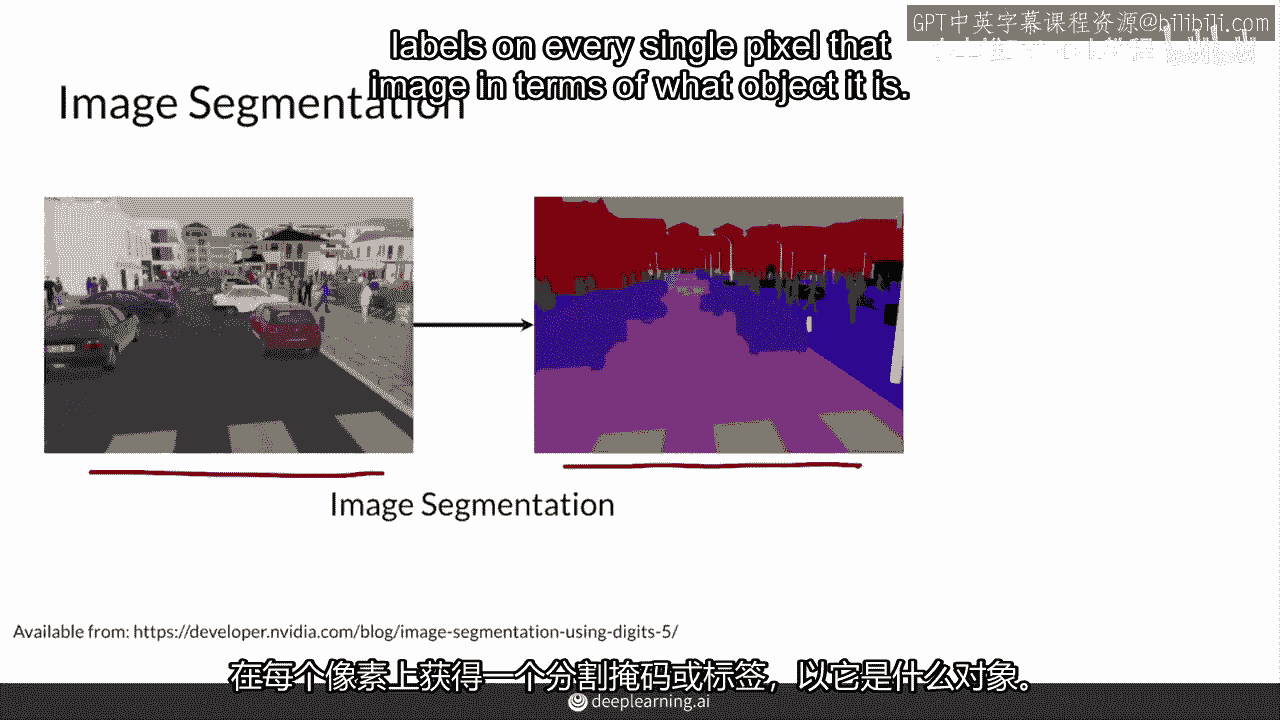 GPT中英字幕课程资源@bilibili.com
labels on every single pixel that
image in terms of what object it is.
Image Segmentation
Image Segmentation
Available from: https://developer.nvidia.com/blog/image-segmentation-using-digits-5/
在每个像素上获得一个分割掩码或标签，以它是什么对象。
deeplearning.ai